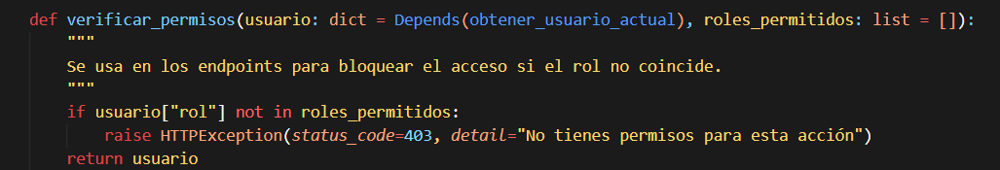 def verificar_permisos(usuario: dict = Depends(obtener_usuario_actual), roles_permitidos: list = []):
"""
Se usa en los endpoints para bloquear el acceso si el rol no coincide.
"""
if usuario["rol"] not in roles_permitidos:
raise HTTPException(status_code=403, detail="No tienes permisos para esta acción")
return usuario